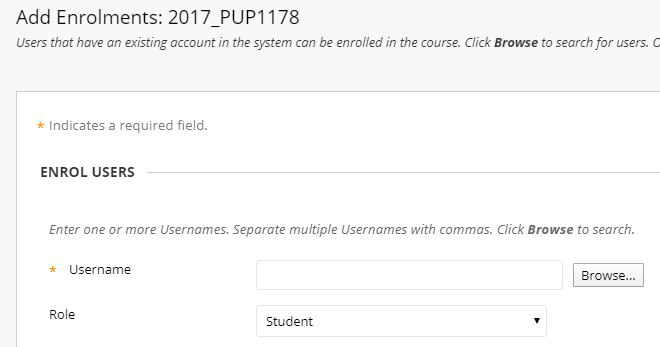 Add Enrolments: 2017_PUP1178
Users that have an existing account in the system can be enrolled in the course. Click Browse to search for users. O
* Indicates a required field.
ENROL USERS
Enter one or more Usernames. Separate multiple Usernames with commas. Click Browse to search.
* Username Browse...
Role Student